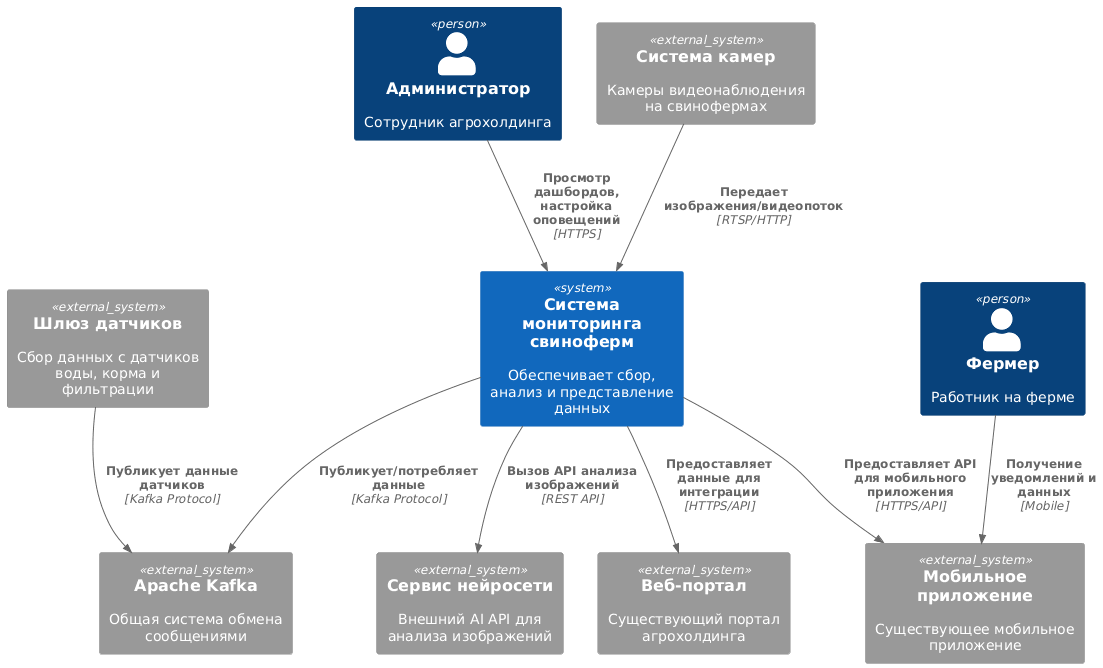 «person»
Администратор
Сотрудник агрохолдинга
«external_system»
Система камер
Камеры видеонаблюдения
на свинофермах
Просмотр
дашбордов,
настройка
оповещений
[HTTPS]
Передает
изображения/видеопоток
[RTSP/HTTP]
«external_system»
Шлюз датчиков
Сбор данных с датчиков
воды, корма и
фильтрации
«system»
Система
мониторинга
свиноферм
Обеспечивает сбор,
анализ и представление
данных
«person»
Фермер
Работник на ферме
Публикует данные
датчиков
[Kafka Protocol]
Публикует/потребляет
данные
[Kafka Protocol]
Вызов API анализа
изображений
[REST API]
Предоставляет
данные для
интеграции
[HTTPS/API]
Предоставляет API
для мобильного
приложения
[HTTPS/API]
Получение
уведомлений и
данных
[Mobile]
«external_system»
Apache Kafka
Общая система обмена
сообщениями
«external_system»
Сервис нейросети
Внешний AI API для
анализа изображений
«external_system»
Веб-портал
Существующий портал
агрохолдинга
«external_system»
Мобильное
приложение
Существующее мобильное
приложение